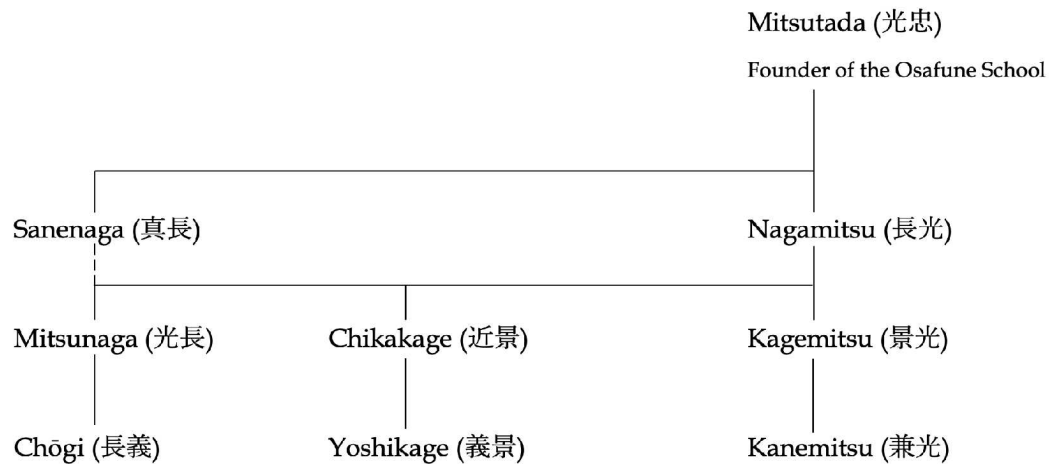 Mitsutada (光忠)
Founder of the Osafune School
Sanenaga (真長)
Nagamitsu (長光)
Mitsunaga (光長)
Chikakage (近景)
Kagemitsu (景光)
Chōgi (長義)
Yoshikage (義景)
Kanemitsu (兼光)